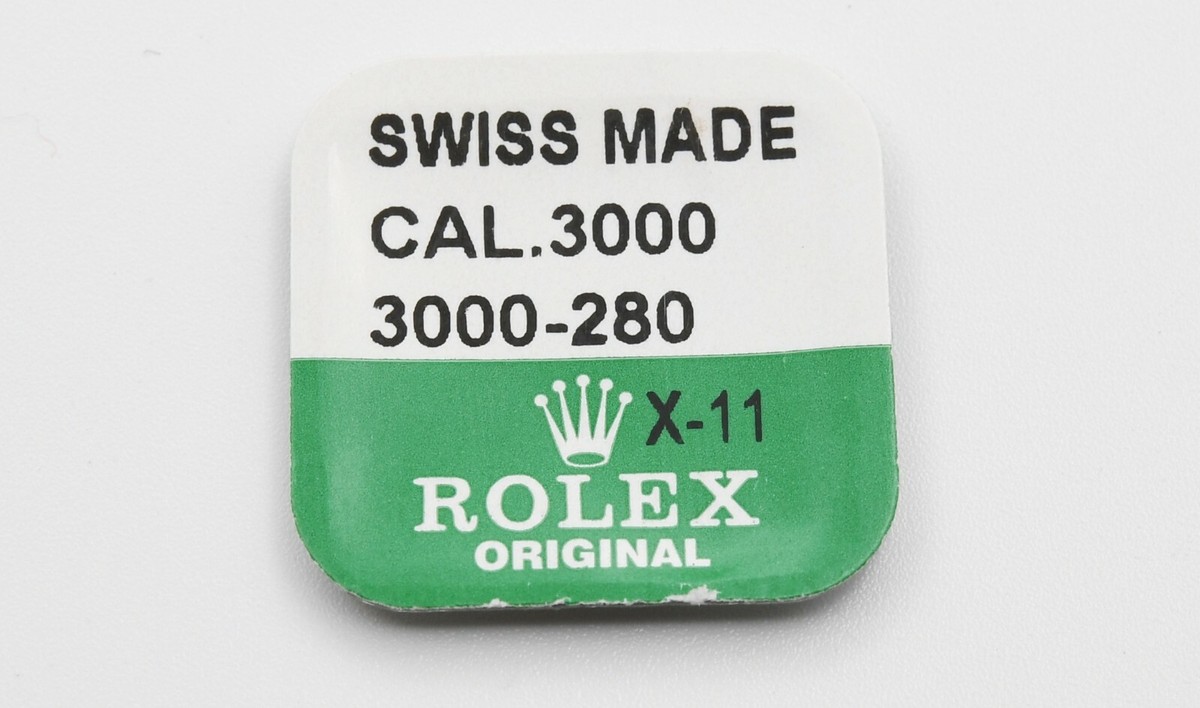 SWISS MADE
CAL.3000
3000-280
X-11
ROLEX
ORIGINAL